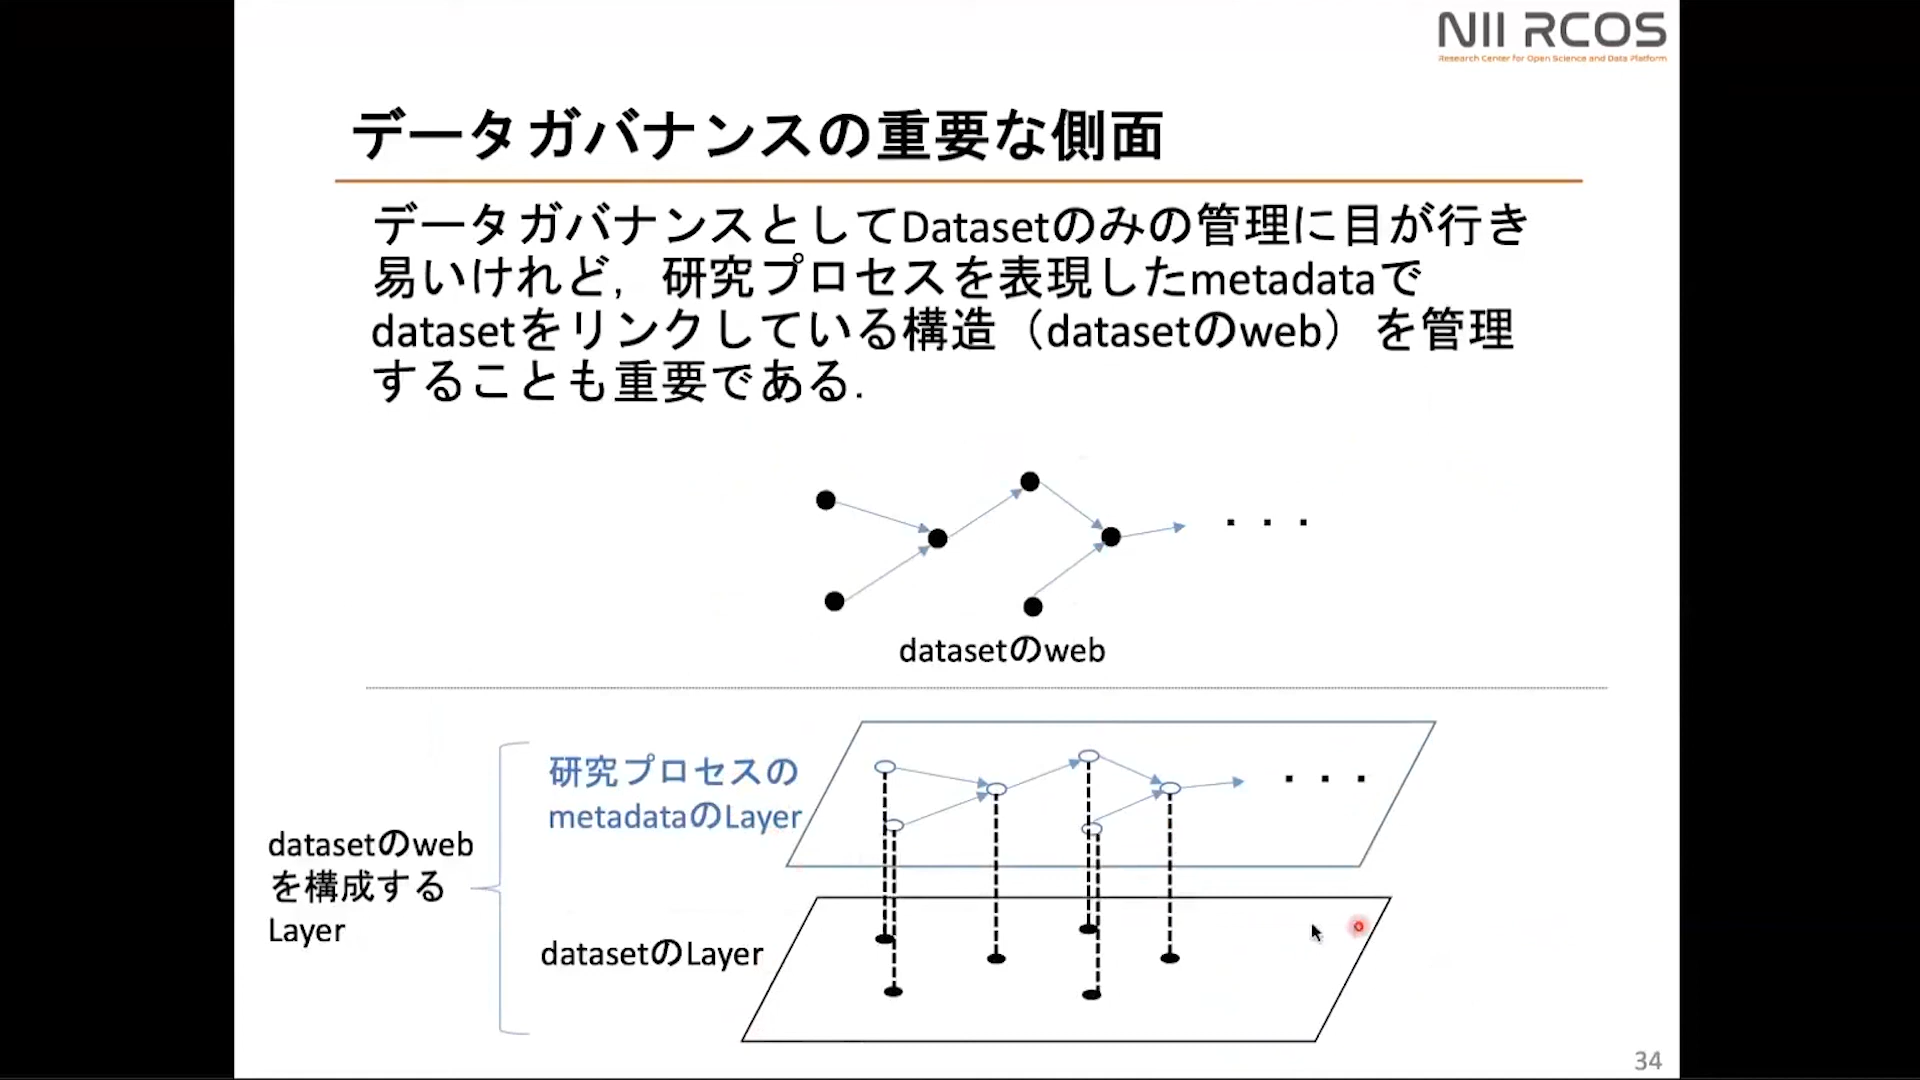 NII RCOS
Research Center for Open Science and Data Platform
データガバナンスの重要な側面
データガバナンスとしてDatasetのみの管理に目が行き
易いけれど，研究プロセスを表現したmetadataで
datasetをリンクしている構造（datasetのweb）を管理
することも重要である．
・・・
datasetのweb
研究プロセスの
metadataのLayer
・・・
datasetのweb
を構成する
Layer
datasetのLayer
34